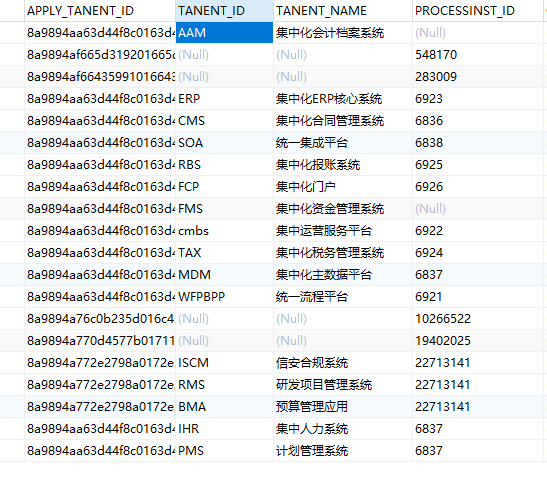 APPLY_TANENT_ID TANENT_ID TANENT_NAME PROCESSINST_ID
8a9894aa63d44f8c0163d4 AAM 集中化会计档案系统 (Null)
8a9894af665d319201665d (Null) (Null) 548170
8a9894af66435991016643 (Null) (Null) 283009
8a9894aa63d44f8c0163d4 ERP 集中化ERP核心系统 6923
8a9894aa63d44f8c0163d4 CMS 集中化合同管理系统 6836
8a9894aa63d44f8c0163d4 SOA 统一集成平台 6838
8a9894aa63d44f8c0163d4 RBS 集中化报账系统 6925
8a9894aa63d44f8c0163d4 FCP 集中化门户 6926
8a9894aa63d44f8c0163d4 FMS 集中化资金管理系统 (Null)
8a9894aa63d44f8c0163d4 cmbs 集中运营服务平台 6922
8a9894aa63d44f8c0163d4 TAX 集中化税务管理系统 6924
8a9894aa63d44f8c0163d4 MDM 集中化主数据平台 6837
8a9894aa63d44f8c0163d4 WFPBPP 统一流程平台 6921
8a9894a76c0b235d016c4 (Null) (Null) 10266522
8a9894a770d4577b01711 (Null) (Null) 19402025
8a9894a772e2798a0172e ISCM 信安合规系统 22713141
8a9894a772e2798a0172e RMS 研发项目管理系统 22713141
8a9894a772e2798a0172e BMA 预算管理应用 22713141
8a9894aa63d44f8c0163d4 IHR 集中人力系统 6837
8a9894aa63d44f8c0163d4 PMS 计划管理系统 6837